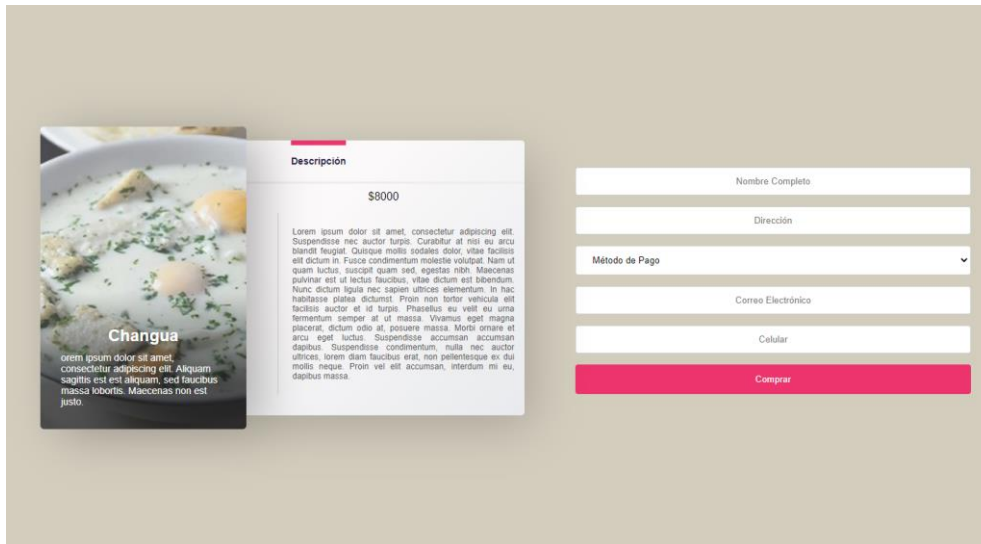 Changua
orem ipsum dolor sit amet,
consectetur adipiscing elit. Aliquam
sagittis est est aliquam, sed faucibus
massa lobortis. Maecenas non est
justo.
Descripción
$8000
Lorem ipsum dolor sit amet, consectetur adipiscing elit.
Suspendisse nec auctor turpis. Curabitur at nisi eu arcu
blandit feugiat. Quisque mollis sodales dolor, vitae facilisis
elit dictum in. Fusce condimentum molestie volutpat. Nam ut
quam luctus, suscipit quam sed, egestas nibh. Maecenas
pulvinar est ut lectus faucibus, vitae dictum est bibendum.
Nunc dictum ligula nec sapien ultrices elementum. In hac
habitasse platea dictumst. Proin non tortor vehicula elit
facilisis auctor et id turpis. Phasellus eu velit eu urna
fermentum semper at ut massa. Vivamus eget magna
placerat, dictum odio at, posuere massa. Morbi ornare et
arcu eget luctus. Suspendisse accumsan accumsan
dapibus. Suspendisse condimentum, nulla nec auctor
ultrices, lorem diam faucibus erat, non pellentesque ex dui
mollis neque. Proin vel elit accumsan, interdum mi eu,
dapibus massa.
Nombre Completo
Dirección
Método de Pago
Correo Electrónico
Celular
Comprar